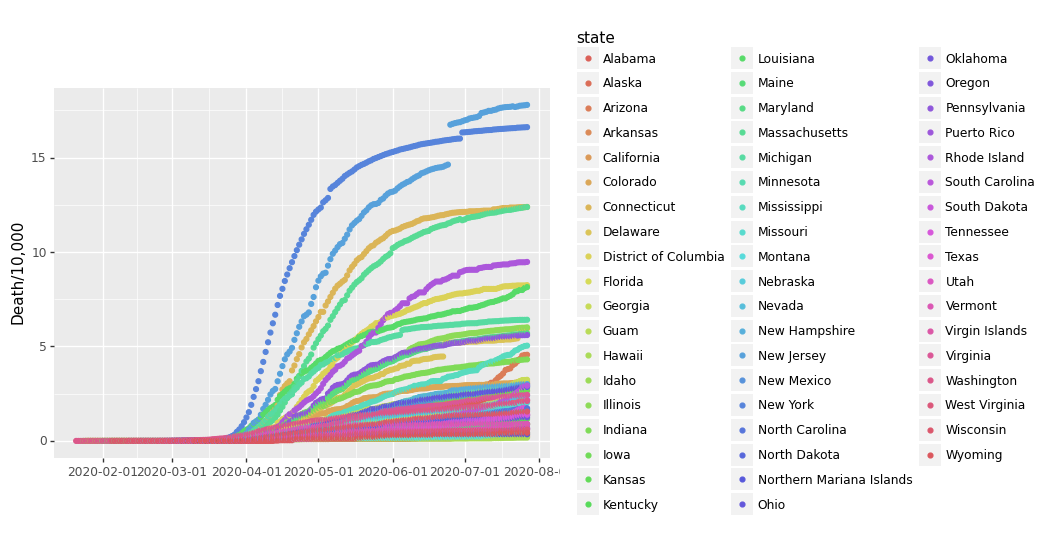 state
Alabama
Alaska
Arizona
Arkansas
California
Colorado
Connecticut
Delaware
District of Columbia
Florida
Georgia
Guam
Hawaii
Idaho
Illinois
Indiana
Iowa
Kansas
Kentucky
Louisiana
Maine
Maryland
Massachusetts
Michigan
Minnesota
Mississippi
Missouri
Montana
Nebraska
Nevada
New Hampshire
New Jersey
New Mexico
New York
North Carolina
North Dakota
Northern Mariana Islands
Ohio
Oklahoma
Oregon
Pennsylvania
Puerto Rico
Rhode Island
South Carolina
South Dakota
Tennessee
Texas
Utah
Vermont
Virgin Islands
Virginia
Washington
West Virginia
Wisconsin
Wyoming
Death/10,000
15
10
5
0
2020-02-01 2020-03-01 2020-04-01 2020-05-01 2020-06-01 2020-07-01 2020-08-